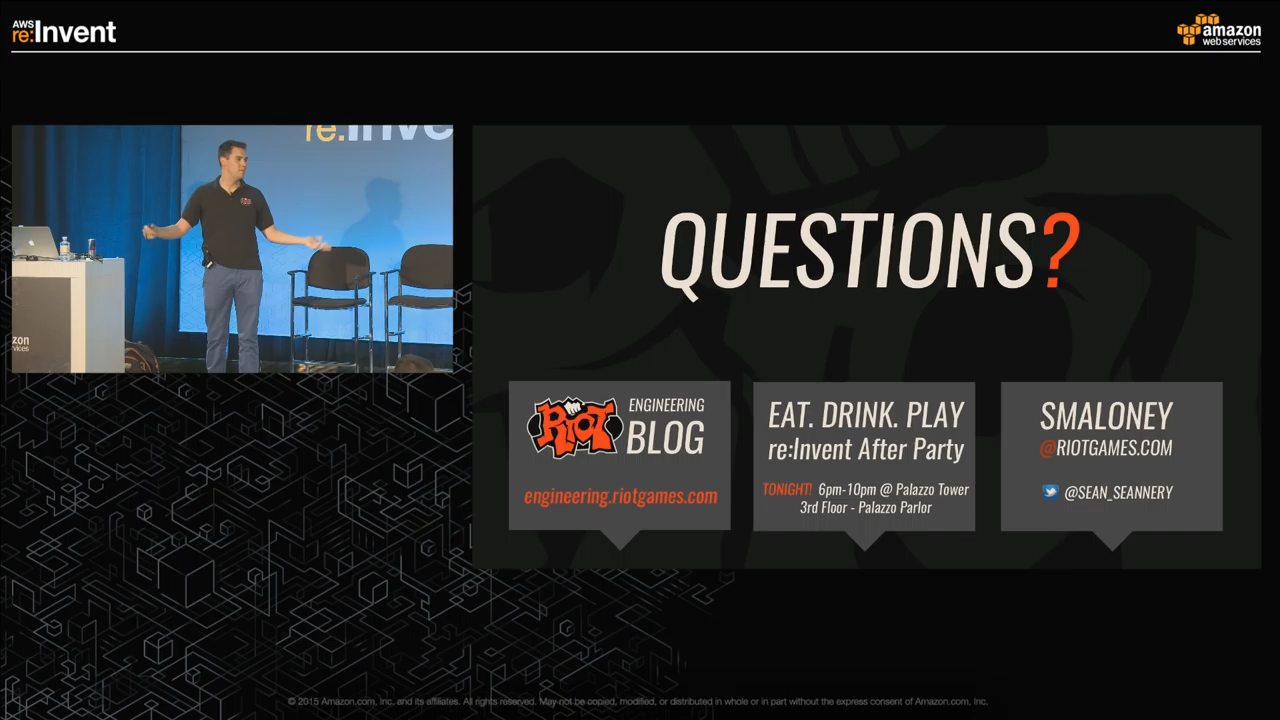 AWS
re:Invent
amazon
webservices
re:Inve
zon
vices
QUESTIONS?
RIOT
ENGINEERING
BLOG
engineering.riotgames.com
EAT. DRINK. PLAY
re:Invent After Party
TONIGHT! 6pm-10pm @ Palazzo Tower
3rd Floor - Palazzo Parlor
SMALONEY
@RIOTGAMES.COM
@SEAN_SEANNERY
© 2015 Amazon.com, Inc. and its affiliates. All rights reserved. May not be copied, modified, or distributed in whole or in part without the express consent of Amazon.com, Inc.